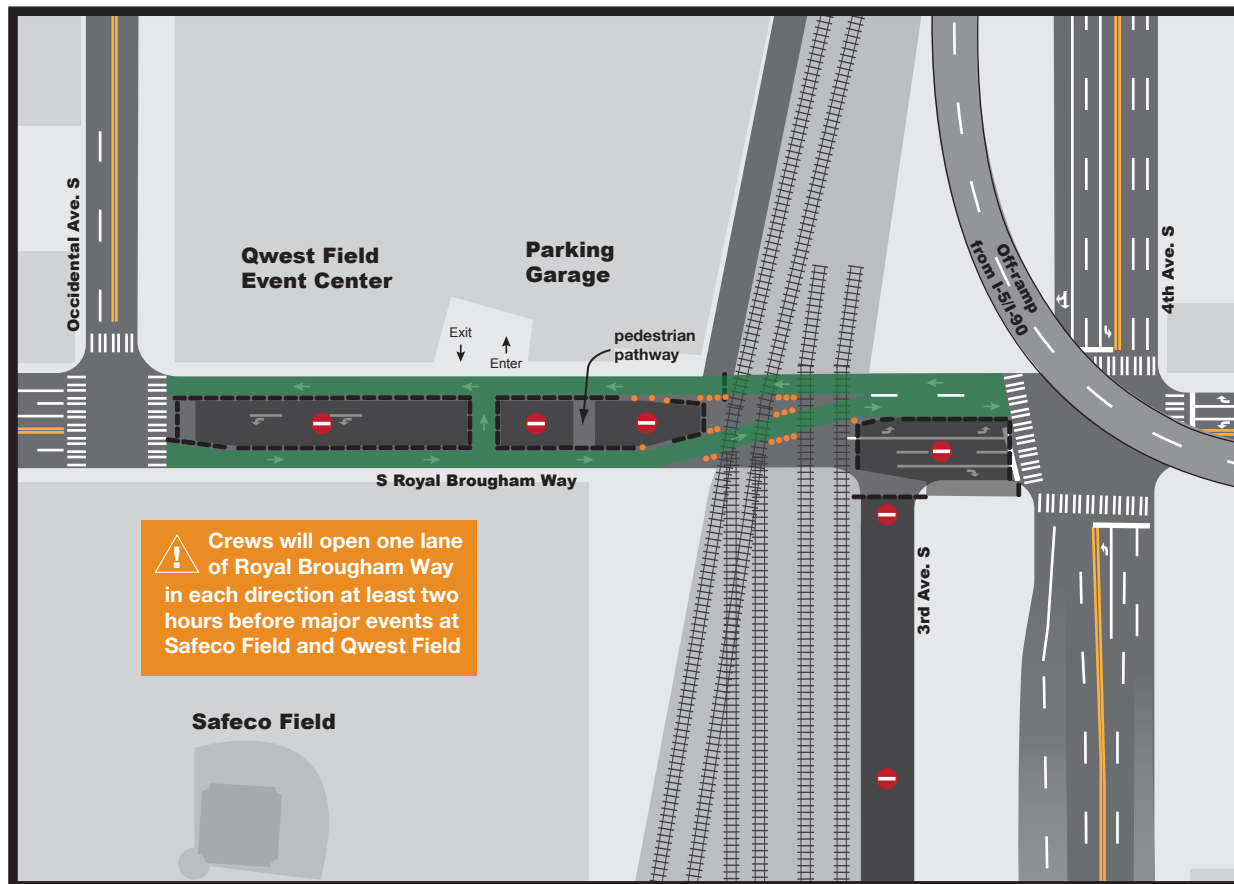 Occidental Ave. S
Qwest Field
Event Center
Parking
Garage
Exit
Enter
pedestrian
pathway
Off-ramp
from I-5/I-90
4th Ave. S
S Royal Brougham Way
3rd Ave. S
! Crews will open one lane
of Royal Brougham Way
in each direction at least two
hours before major events at
Safeco Field and Qwest Field
Safeco Field